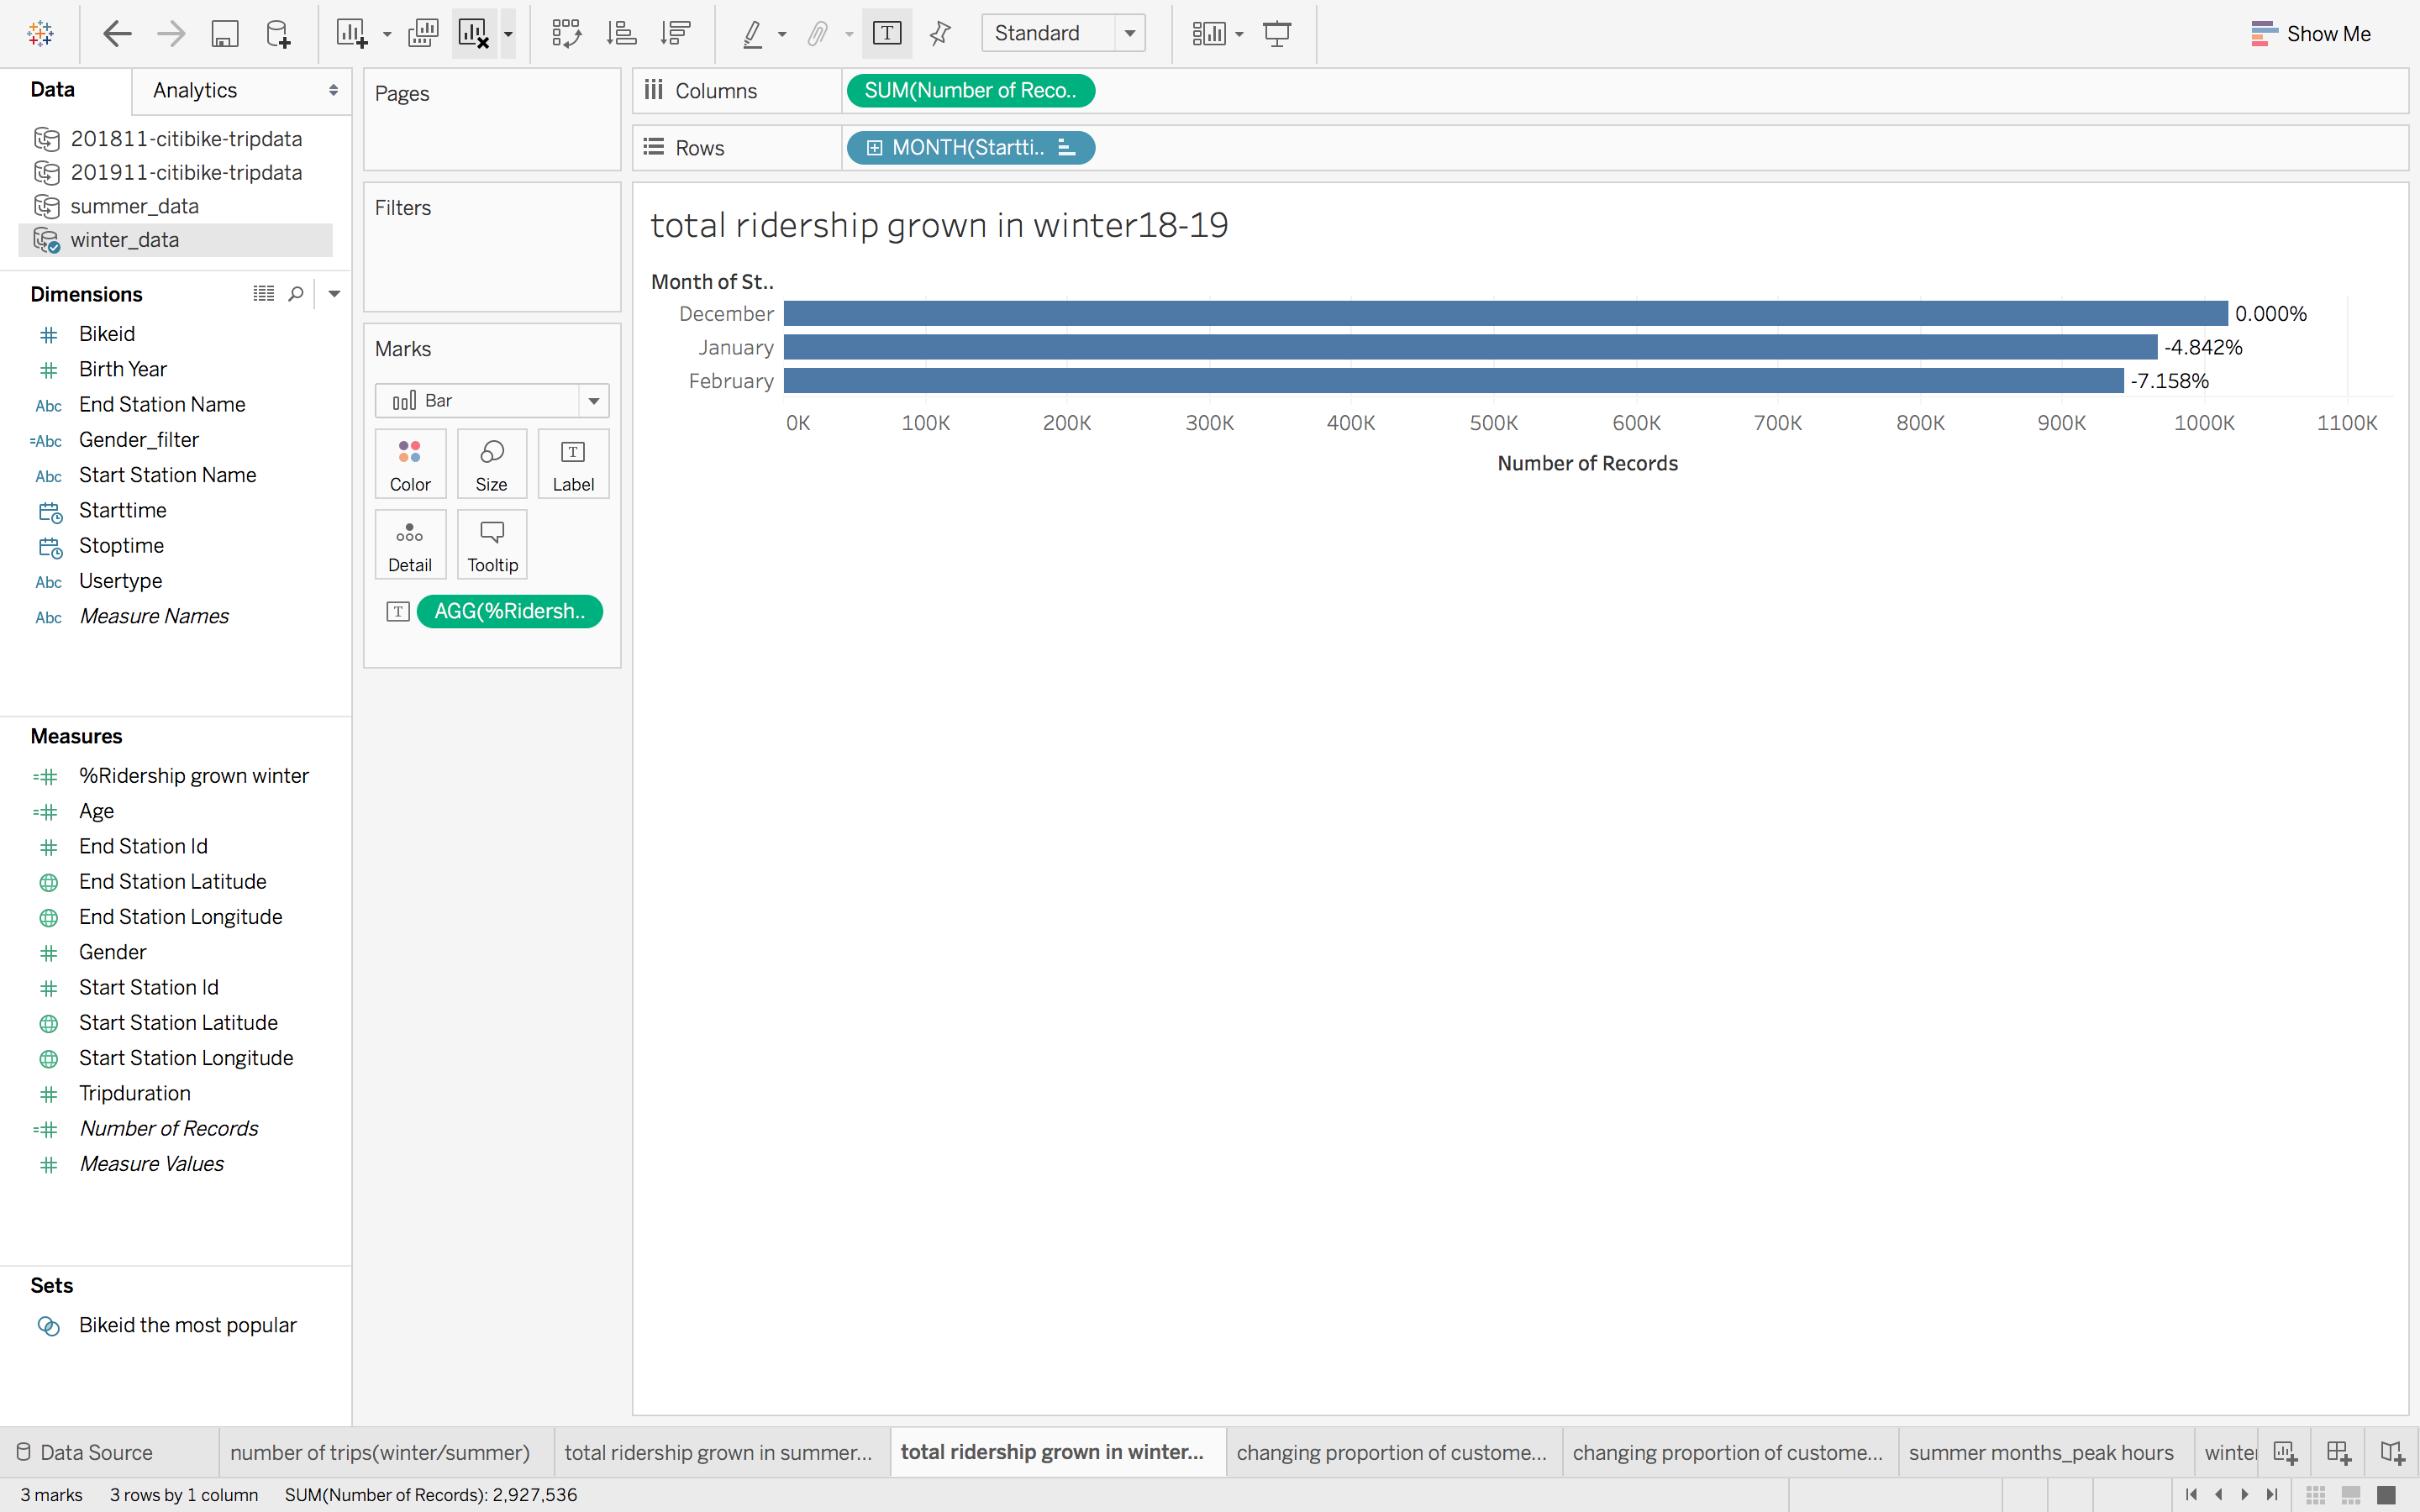 Standard
Show Me
Data
Analytics
201811-citibike-tripdata
201911-citibike-tripdata
summer_data
winter_data
Dimensions
Bikeid
Birth Year
Abc End Station Name
=Abc Gender_filter
Abc Start Station Name
Starttime
Stoptime
Abc Usertype
Abc Measure Names
Measures
%Ridership grown winter
Age
End Station Id
End Station Latitude
End Station Longitude
Gender
Start Station Id
Start Station Latitude
Start Station Longitude
Tripduration
Number of Records
Measure Values
Sets
Bikeid the most popular
Pages
Filters
Marks
Bar
Color Size T Label
Detail Tooltip
T AGG(%Ridersh..
Columns SUM(Number of Reco..
Rows MONTH(Startti..
total ridership grown in winter18-19
Month of St..
December 0.000%
January -4.842%
February -7.158%
0K 100K 200K 300K 400K 500K 600K 700K 800K 900K 1000K 1100K
Number of Records
Data Source number of trips(winter/summer) total ridership grown in summer... total ridership grown in winter... changing proportion of custome... changing proportion of custome... summer months_peak hours winter
3 marks 3 rows by 1 column SUM(Number of Records): 2,927,536